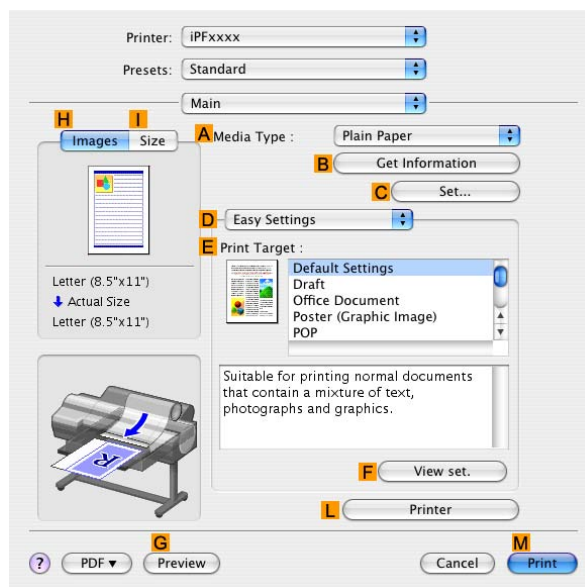 Printer: iPFxxxx
Presets: Standard
Main
H I
Images Size
A Media Type : Plain Paper
B Get Information
C Set...
D Easy Settings
E Print Target :
Default Settings
Draft
Office Document
Poster (Graphic Image)
POP
Letter (8.5"x11")
Actual Size
Letter (8.5"x11")
Suitable for printing normal documents
that contain a mixture of text,
photographs and graphics.
R
F View set.
L Printer
G M
? PDF▼ Preview Cancel Print